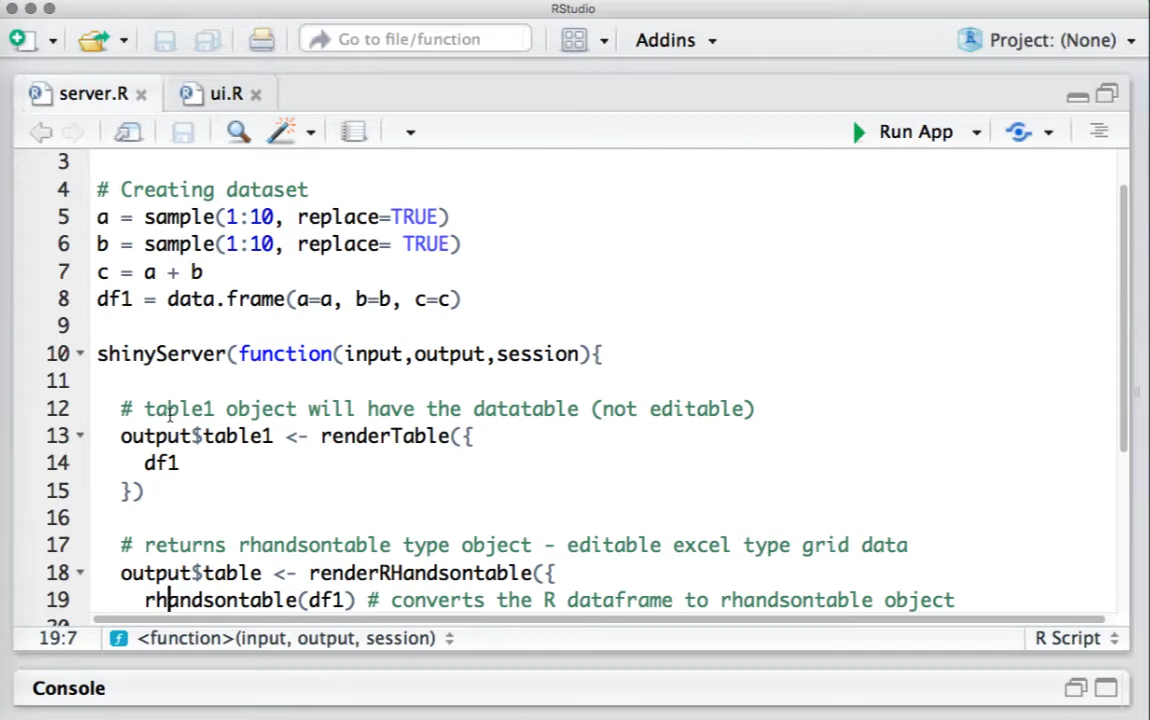 RStudio
Go to file/function
Addins
Project: (None)
server.R
ui.R
Run App
3
4 # Creating dataset
5 a = sample(1:10, replace=TRUE)
6 b = sample(1:10, replace= TRUE)
7 c = a + b
8 df1 = data.frame(a=a, b=b, c=c)
9
10 shinyServer(function(input,output,session){
11
12 # table1 object will have the datatable (not editable)
13 output$table1 <- renderTable({
14 df1
15 })
16
17 # returns rhandsontable type object - editable excel type grid data
18 output$table <- renderRHandsontable({
19 rhandsontable(df1) # converts the R dataframe to rhandsontable object
20
19:7 <function>(input, output, session) R Script
Console